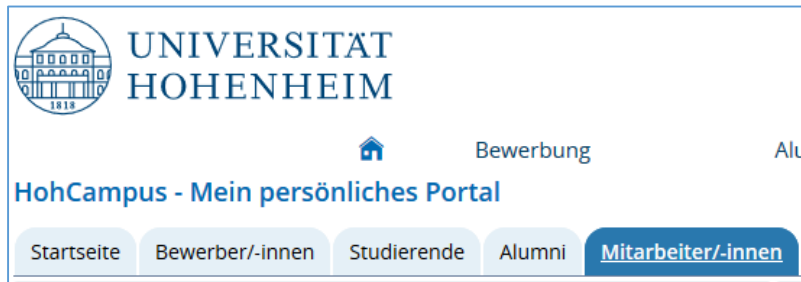 UNIVERSITÄT
HOHENHEIM
1818
Bewerbung
HohCampus - Mein persönliches Portal
Startseite Bewerber/-innen Studierende Alumni Mitarbeiter/-innen